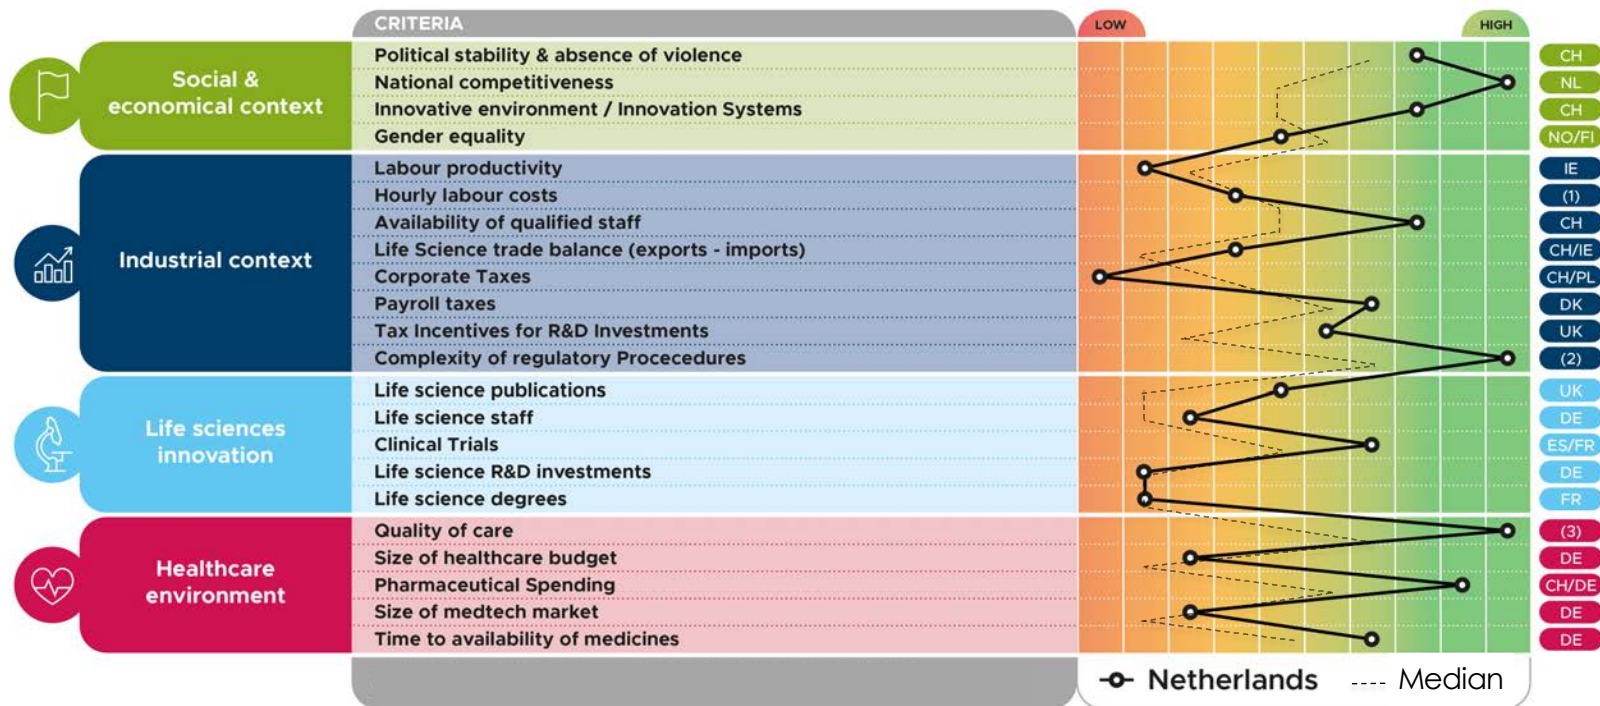 CRITERIA LOW HIGH
Social &
economical context
Political stability & absence of violence CH
National competitiveness NL
Innovative environment / Innovation Systems CH
Gender equality NO/FI
Industrial context
Labour productivity IE
Hourly labour costs (1)
Availability of qualified staff CH
Life Science trade balance (exports - imports) CH/IE
Corporate Taxes CH/PL
Payroll taxes DK
Tax Incentives for R&D Investments UK
Complexity of regulatory Procecedures (2)
Life sciences
innovation
Life science publications UK
Life science staff DE
Clinical Trials ES/FR
Life science R&D investments DE
Life science degrees FR
Healthcare
environment
Quality of care (3)
Size of healthcare budget DE
Pharmaceutical Spending CH/DE
Size of medtech market DE
Time to availability of medicines DE
Netherlands Median